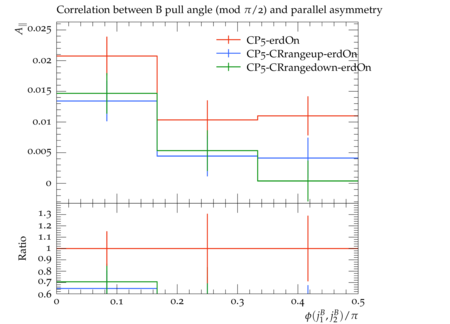 Correlation between B pull angle (mod π/2) and parallel asymmetry
A∥
0.025
0.02
0.015
0.01
0.005
0
CP5-erdOn
CP5-CRrangeup-erdOn
CP5-CRrangedown-erdOn
Ratio
1.3
1.2
1.1
1
0.9
0.8
0.7
0.6
0 0.1 0.2 0.3 0.4 0.5
ϕ(j₁ᴮ, j₂ᴮ)/π